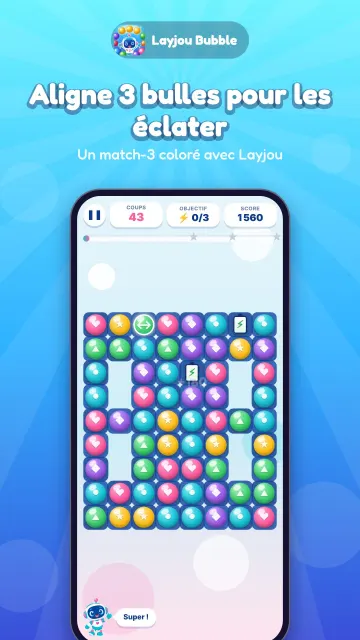 Layjou Bubble
Aligne 3 bulles pour les
éclater
Un match-3 coloré avec Layjou
COUPS
43
OBJECTIF
⚡ 0/3
SCORE
1560
Super !